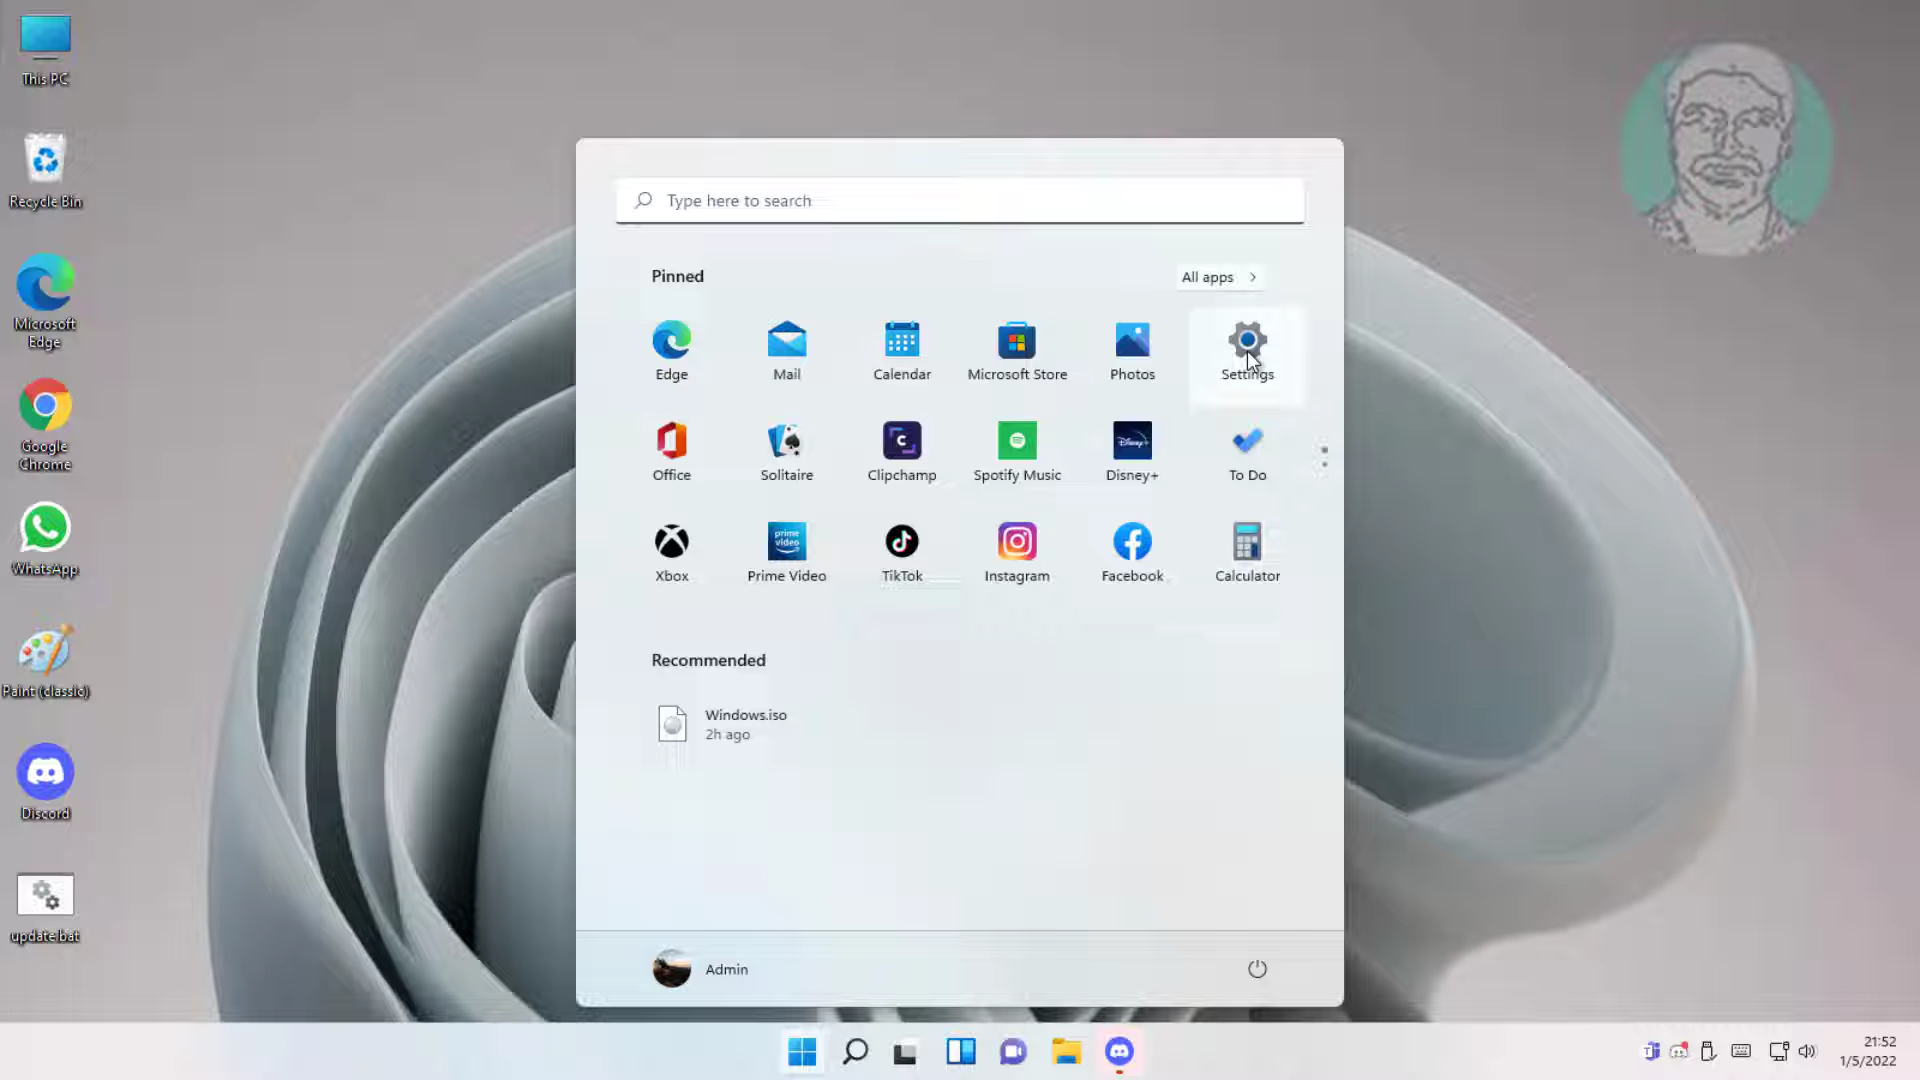 This PC
Recycle Bin
Microsoft
Edge
Google
Chrome
WhatsApp
Paint (classic)
Discord
update.bat
Type here to search
Pinned
All apps
Edge
Mail
Calendar
Microsoft Store
Photos
Settings
Office
Solitaire
Clipchamp
Spotify Music
Disney+
To Do
Xbox
Prime Video
TikTok
Instagram
Facebook
Calculator
Recommended
Windows.iso
2h ago
Admin
21:52
1/5/2022